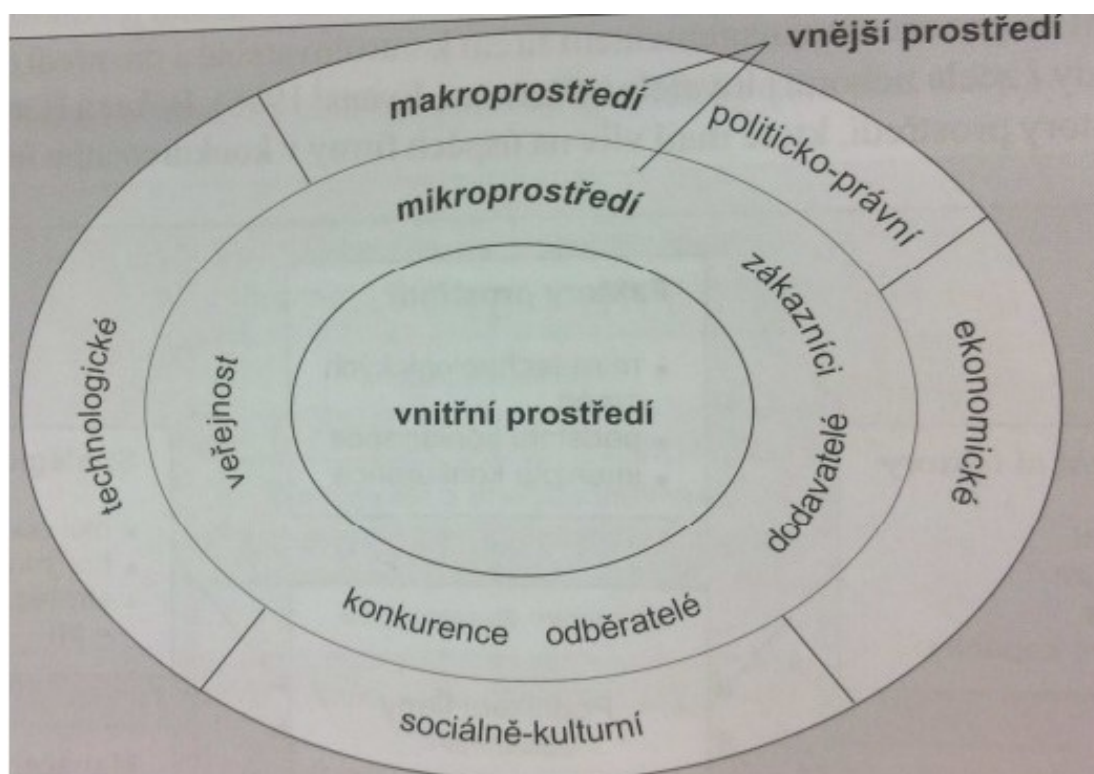 vnější prostředí
makroprostředí
politicko-právní
mikroprostředí
zákazníci
technologické
veřejnost
vnitřní prostředí
ekonomické
dodavatelé
konkurence odběratelé
sociálně-kulturní